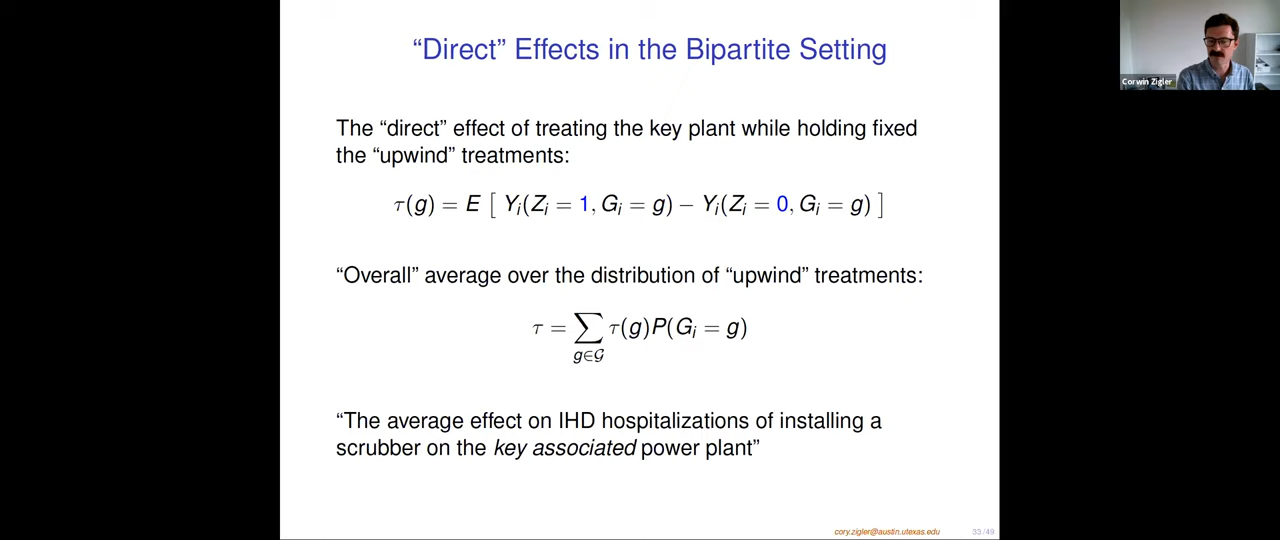 “Direct” Effects in the Bipartite Setting
Corwin Zigler
The “direct” effect of treating the key plant while holding fixed
the “upwind” treatments:
τ(g) = E [ Y_i(Z_i = 1, G_i = g) − Y_i(Z_i = 0, G_i = g) ]
“Overall” average over the distribution of “upwind” treatments:
τ = ∑_{g∈𝒢} τ(g)P(G_i = g)
“The average effect on IHD hospitalizations of installing a
scrubber on the key associated power plant”
cory.zigler@austin.utexas.edu 33/49